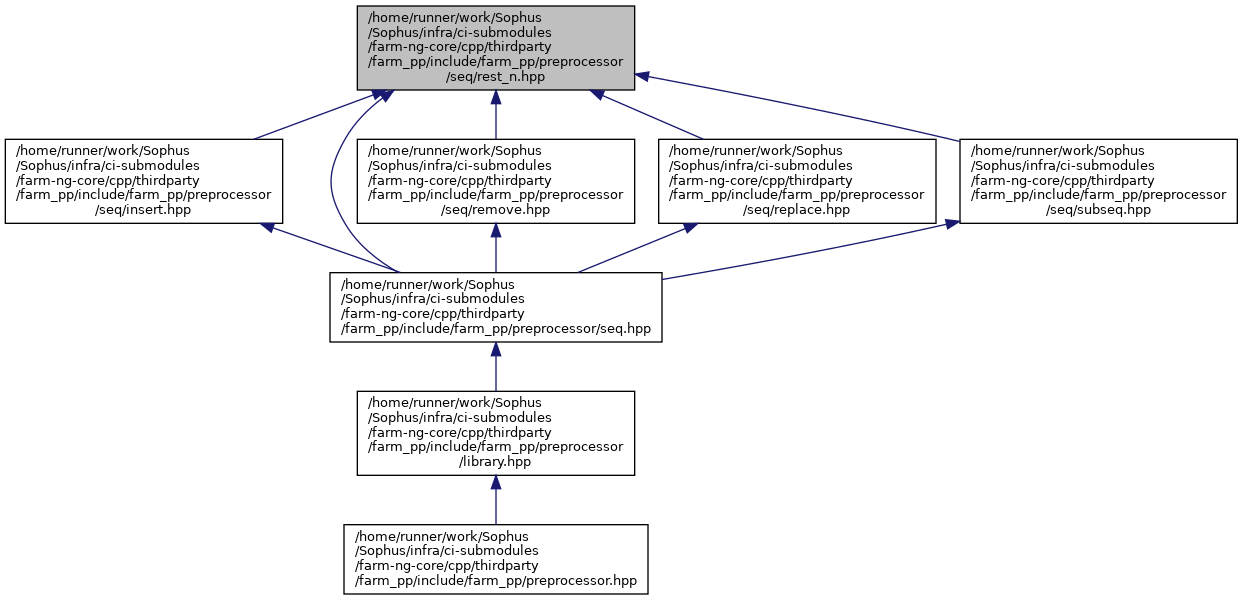 /home/runner/work/Sophus
/Sophus/infra/ci-submodules
/farm-ng-core/cpp/thirdparty
/farm_pp/include/farm_pp/preprocessor
/seq/rest_n.hpp
/home/runner/work/Sophus
/Sophus/infra/ci-submodules
/farm-ng-core/cpp/thirdparty
/farm_pp/include/farm_pp/preprocessor
/seq/insert.hpp
/home/runner/work/Sophus
/Sophus/infra/ci-submodules
/farm-ng-core/cpp/thirdparty
/farm_pp/include/farm_pp/preprocessor
/seq/remove.hpp
/home/runner/work/Sophus
/Sophus/infra/ci-submodules
/farm-ng-core/cpp/thirdparty
/farm_pp/include/farm_pp/preprocessor
/seq/replace.hpp
/home/runner/work/Sophus
/Sophus/infra/ci-submodules
/farm-ng-core/cpp/thirdparty
/farm_pp/include/farm_pp/preprocessor
/seq/subseq.hpp
/home/runner/work/Sophus
/Sophus/infra/ci-submodules
/farm-ng-core/cpp/thirdparty
/farm_pp/include/farm_pp/preprocessor/seq.hpp
/home/runner/work/Sophus
/Sophus/infra/ci-submodules
/farm-ng-core/cpp/thirdparty
/farm_pp/include/farm_pp/preprocessor
/library.hpp
/home/runner/work/Sophus
/Sophus/infra/ci-submodules
/farm-ng-core/cpp/thirdparty
/farm_pp/include/farm_pp/preprocessor.hpp